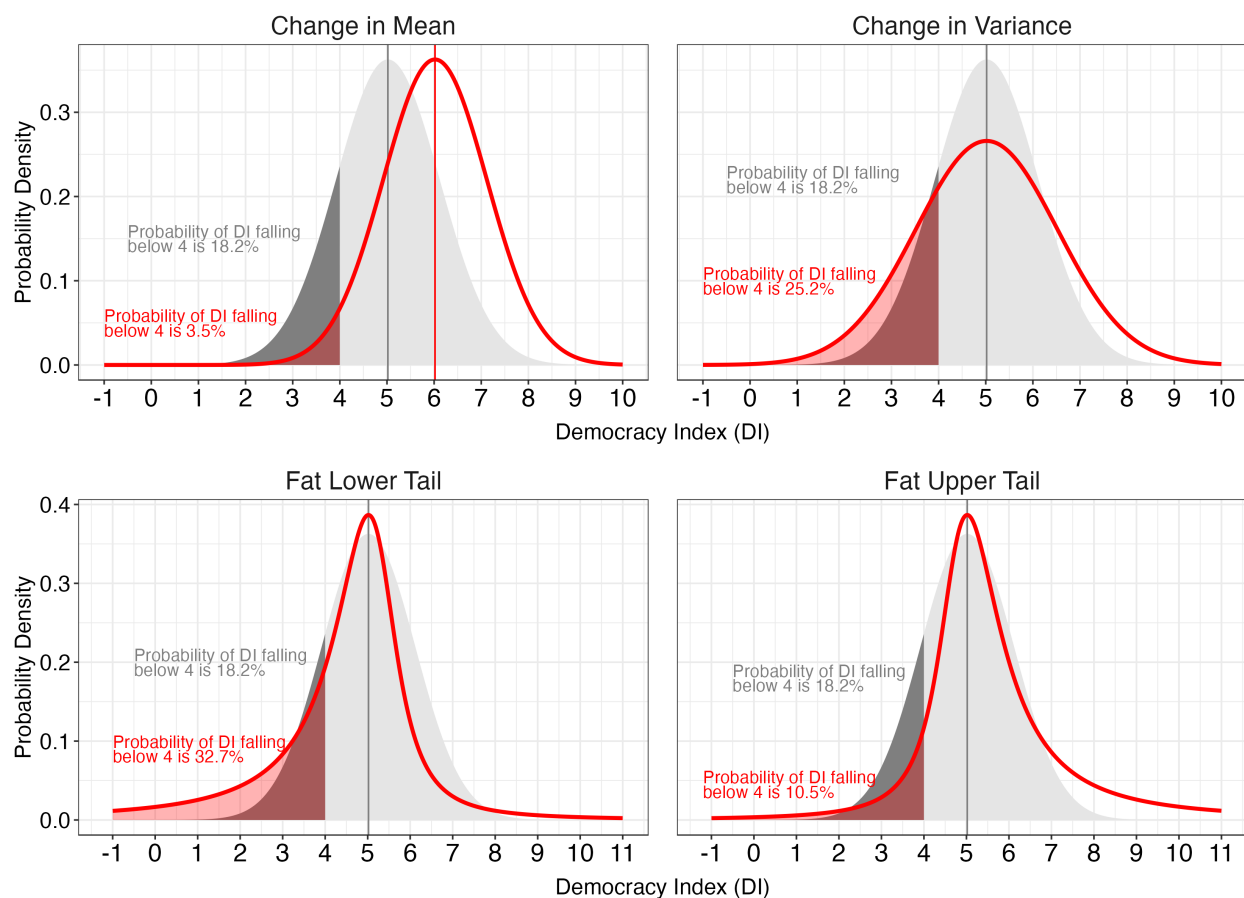 Change in Mean
Change in Variance
Probability Density
0.3
0.2
0.1
0.0
Probability of DI falling
below 4 is 18.2%
Probability of DI falling
below 4 is 3.5%
Probability of DI falling
below 4 is 18.2%
Probability of DI falling
below 4 is 25.2%
-1 0 1 2 3 4 5 6 7 8 9 10
-1 0 1 2 3 4 5 6 7 8 9 10
Democracy Index (DI)
Fat Lower Tail
Fat Upper Tail
Probability Density
0.4
0.3
0.2
0.1
0.0
Probability of DI falling
below 4 is 18.2%
Probability of DI falling
below 4 is 32.7%
Probability of DI falling
below 4 is 18.2%
Probability of DI falling
below 4 is 10.5%
-1 0 1 2 3 4 5 6 7 8 9 10 11
-1 0 1 2 3 4 5 6 7 8 9 10 11
Democracy Index (DI)